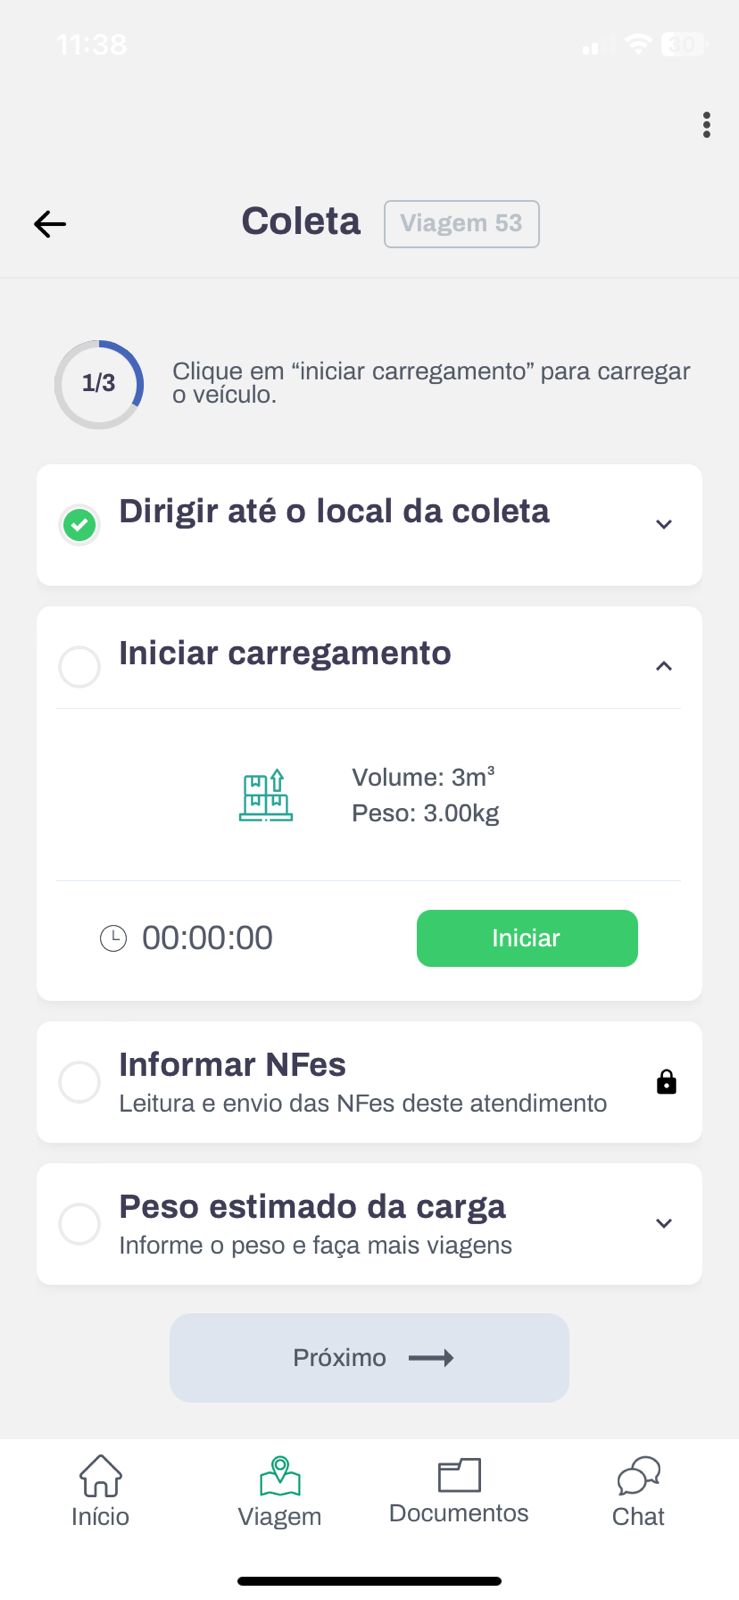 11:38
30
Coleta
Viagem 53
1/3
Clique em “iniciar carregamento” para carregar
o veículo.
Dirigir até o local da coleta
Iniciar carregamento
Volume: 3m³
Peso: 3.00kg
00:00:00
Iniciar
Informar NFes
Leitura e envio das NFes deste atendimento
Peso estimado da carga
Informe o peso e faça mais viagens
Próximo
Início
Viagem
Documentos
Chat